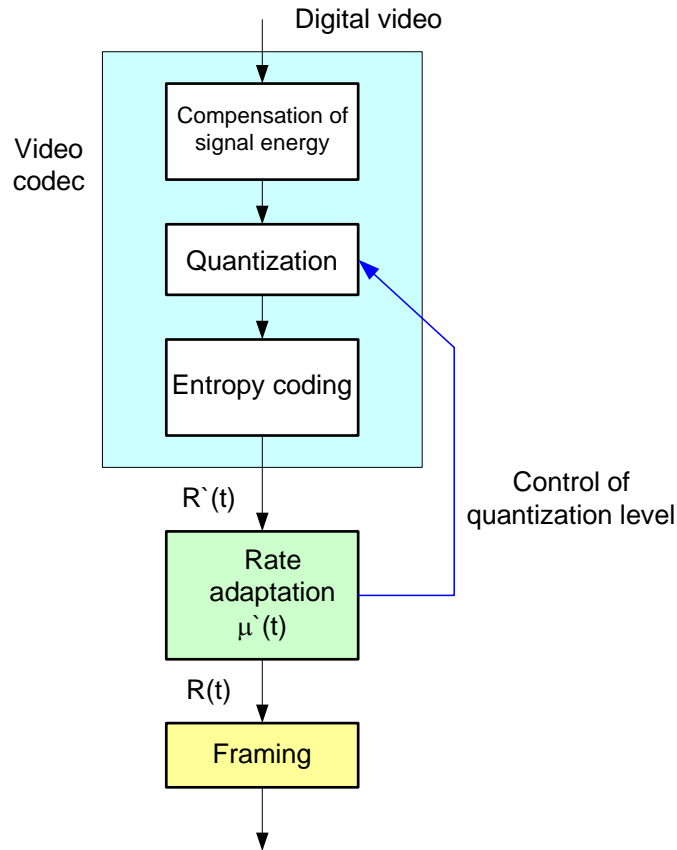 Digital video
Compensation of
signal energy
Video
codec
Quantization
Entropy coding
R`(t)
Control of
quantization level
Rate
adaptation
μ`(t)
R(t)
Framing